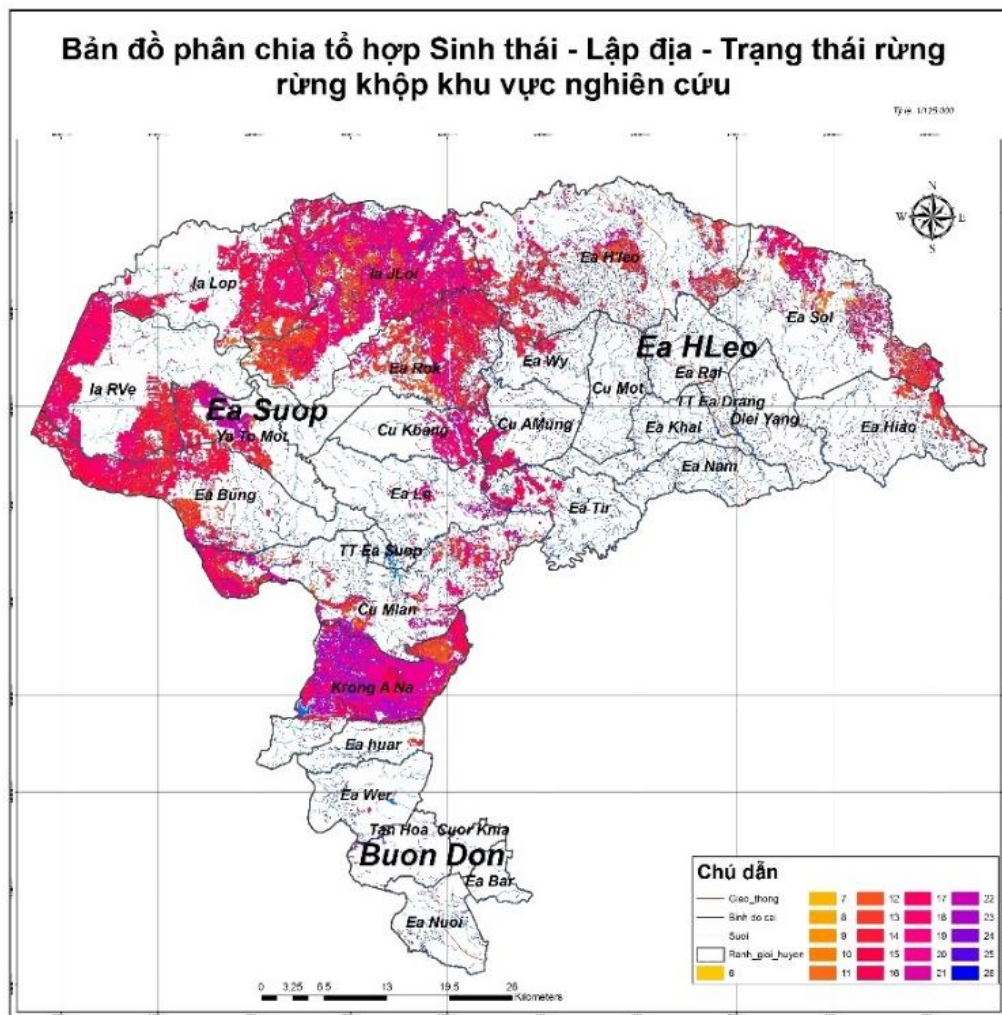 Bản đồ phân chia tổ hợp Sinh thái - Lập địa - Trạng thái rừng
rừng khộp khu vực nghiên cứu
Tỷ lệ: 1/125.000
N
W E
S
Ia Lop
Ia JLoi
Ea H'leo
Ea Sol
Ea HLeo
Ea Rok
Ea Wy
Ea Ral
Ia RVe
Cu Mot
Ea Suop
TT Ea Drang
Ya To Mot
Cu Kbang
Cu AMung
Ea Khal
Dlei Yang
Ea Hiao
Ea Nam
Ea Bung
Ea Le
Ea Tir
TT Ea Suop
Cu Mlan
Krong A Na
Ea huar
Ea Wer
Tan Hoa Cuor Knia
Buon Don
Ea Bar
Ea Nuol
Chú dẫn
Giao_thong
Binh do cai
Suoi
Ranh_gioi_huyen
6
7
8
9
10
11
12
13
14
15
16
17
18
19
20
21
22
23
24
25
28
0 3,25 6,5 13 19,5 26
Kilometers